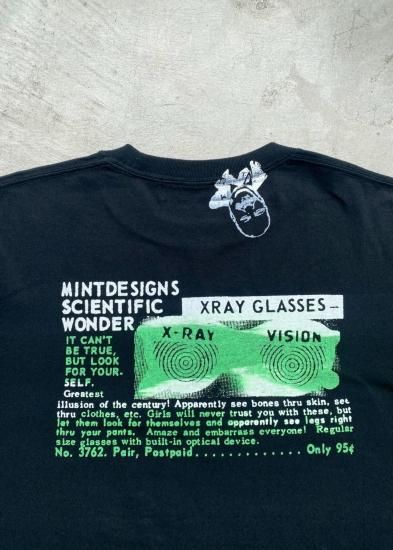 MINTDESIGNS
SCIENTIFIC
WONDER
XRAY GLASSES—
X-RAY VISION
IT CAN'T
BE TRUE,
BUT LOOK
FOR YOUR-
SELF.
Greatest
illusion of the century! Apparently see bones thru skin, see
thru clothes, etc. Girls will never trust you with these, but
let them look for themselves and apparently see legs right
thru your pants. Amaze and embarrass everyone! Regular
size glasses with built-in optical device.
No. 3762. Pair, Postpaid . . . . . . . . . . . . . Only 95¢